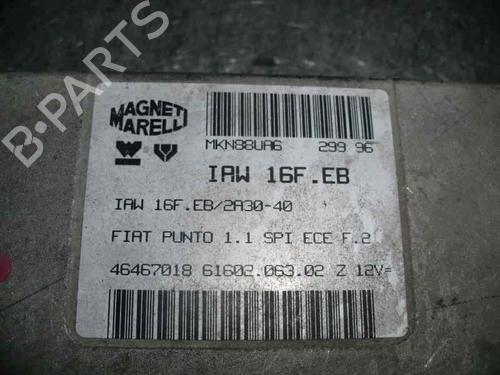 MAGNETI
MARELLI
MKN88UA6 299 96
IAW 16F.EB
IAW 16F.EB/2A30-40
FIAT PUNTO 1.1 SPI ECE F.2
46467018 61602.063.02 Z 12V=
B-PARTS